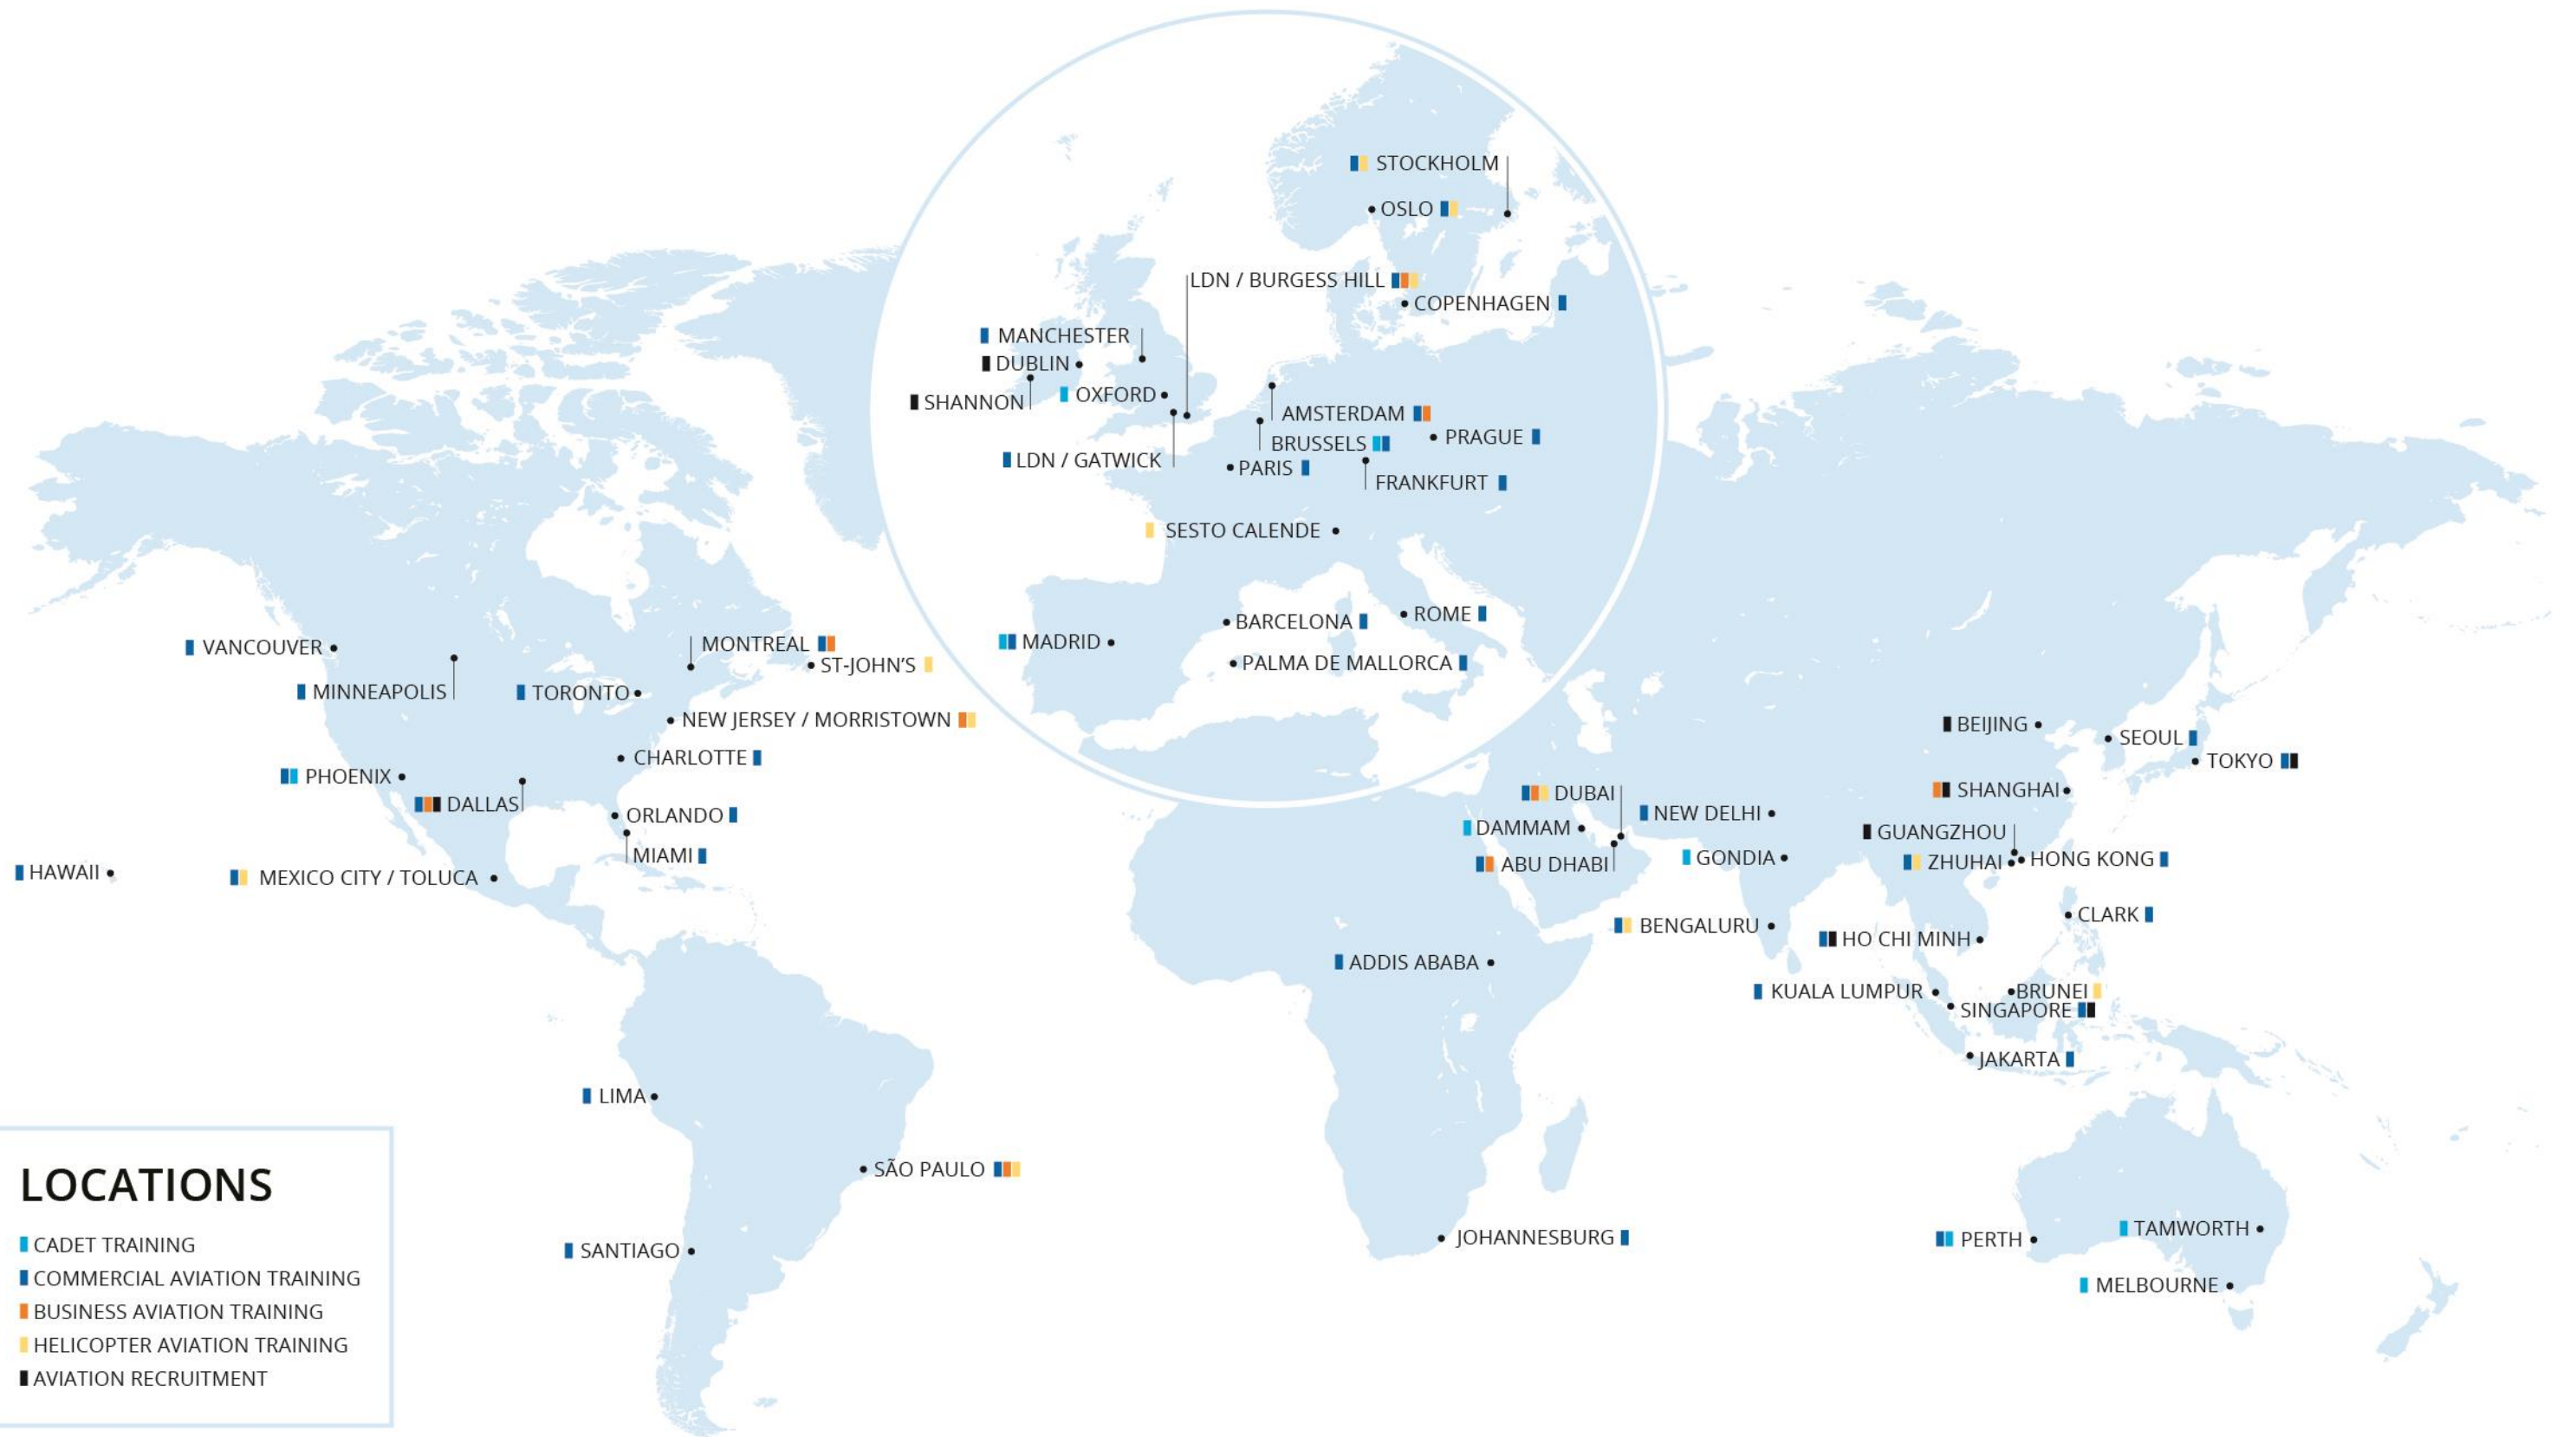 STOCKHOLM
OSLO
LDN / BURGESS HILL
COPENHAGEN
MANCHESTER
DUBLIN
SHANNON
OXFORD
AMSTERDAM
BRUSSELS
PRAGUE
LDN / GATWICK
PARIS
FRANKFURT
SESTO CALENDE
BARCELONA
ROME
MADRID
PALMA DE MALLORCA
VANCOUVER
MONTREAL
ST-JOHN'S
MINNEAPOLIS
TORONTO
NEW JERSEY / MORRISTOWN
CHARLOTTE
PHOENIX
DALLAS
ORLANDO
MIAMI
HAWAII
MEXICO CITY / TOLUCA
BEIJING
SEOUL
TOKYO
SHANGHAI
DUBAI
NEW DELHI
DAMMAM
GUANGZHOU
ABU DHABI
GONDIA
ZHUHAI
HONG KONG
CLARK
BENGALURU
HO CHI MINH
ADDIS ABABA
KUALA LUMPUR
BRUNEI
SINGAPORE
JAKARTA
LIMA
SÃO PAULO
SANTIAGO
JOHANNESBURG
PERTH
TAMWORTH
MELBOURNE
LOCATIONS
CADET TRAINING
COMMERCIAL AVIATION TRAINING
BUSINESS AVIATION TRAINING
HELICOPTER AVIATION TRAINING
AVIATION RECRUITMENT